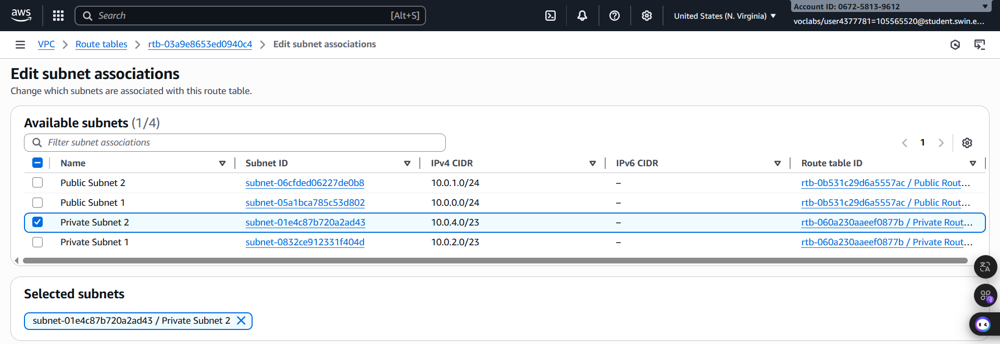 aws
Search [Alt+S]
United States (N. Virginia)
Account ID: 0672-5813-9612
voclabs/user4377781=105565520@student.swin.e...
VPC > Route tables > rtb-03a9e8653ed0940c4 > Edit subnet associations
Edit subnet associations
Change which subnets are associated with this route table.
Available subnets (1/4)
Filter subnet associations
1
Name Subnet ID IPv4 CIDR IPv6 CIDR Route table ID
Public Subnet 2 subnet-06cfded06227de0b8 10.0.1.0/24 – rtb-0b531c29d6a5557ac / Public Rout...
Public Subnet 1 subnet-05a1bca785c53d802 10.0.0.0/24 – rtb-0b531c29d6a5557ac / Public Rout...
Private Subnet 2 subnet-01e4c87b720a2ad43 10.0.4.0/23 – rtb-060a230aaeef0877b / Private Rout...
Private Subnet 1 subnet-0832ce912331f404d 10.0.2.0/23 – rtb-060a230aaeef0877b / Private Rout...
Selected subnets
subnet-01e4c87b720a2ad43 / Private Subnet 2